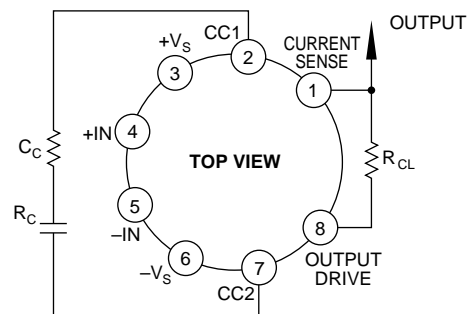 OUTPUT
CC1
CURRENT
SENSE
+VS
2
3
1
4
+IN
CC
TOP VIEW
RCL
RC
5
–IN
8
6
7
–VS
CC2
OUTPUT
DRIVE